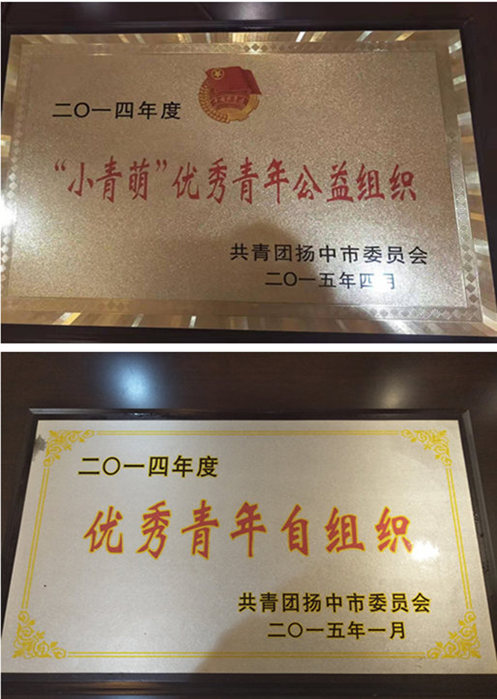 二〇一四年度
“小青萌”优秀青年公益组织
共青团扬中市委员会
二〇一五年四月
二〇一四年度
优秀青年自组织
共青团扬中市委员会
二〇一五年一月